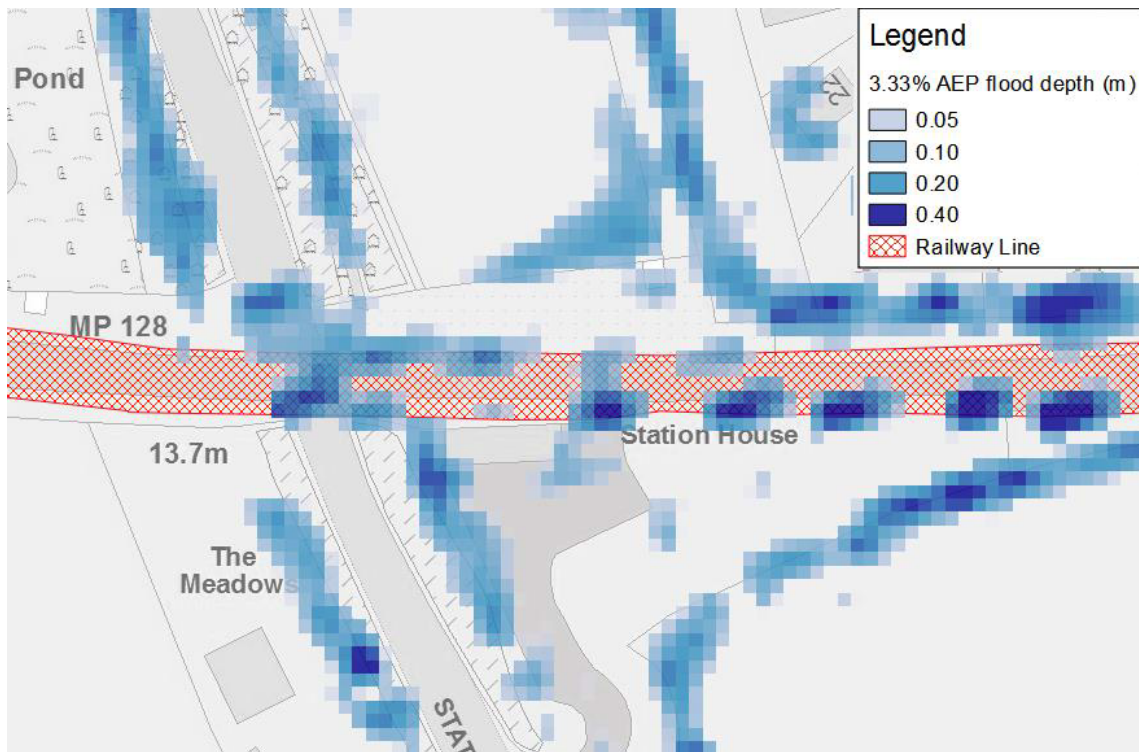 Pond
MP 128
13.7m
The
Meadows
Station House
STAT
22
Legend
3.33% AEP flood depth (m)
0.05
0.10
0.20
0.40
Railway Line